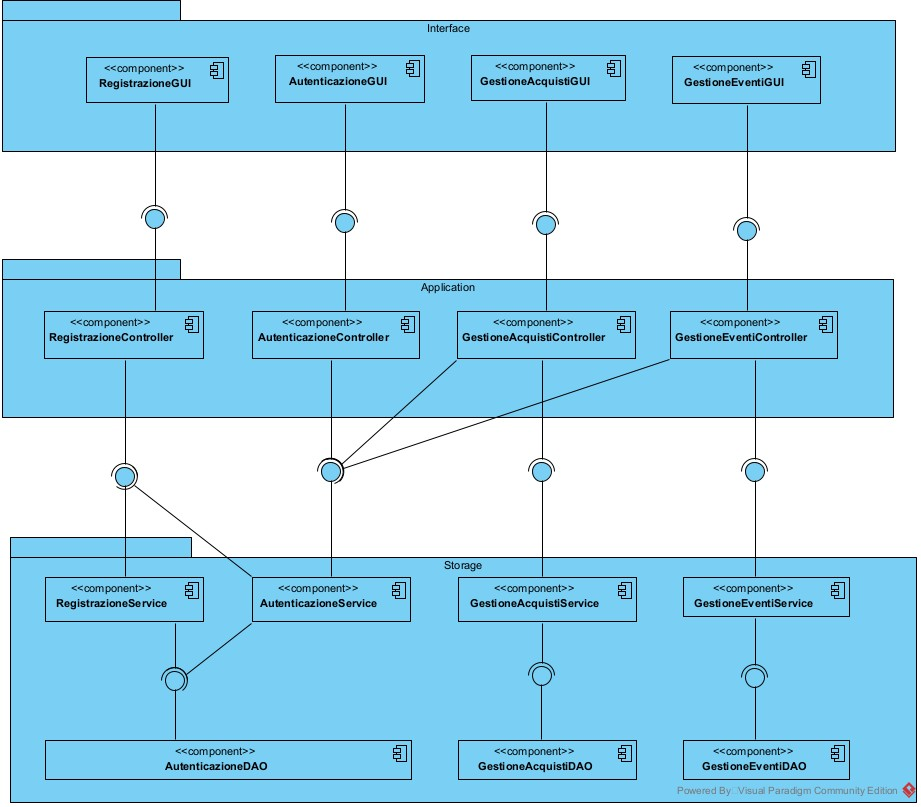 Interface
<<component>>
RegistrazioneGUI
<<component>>
AutenticazioneGUI
<<component>>
GestioneAcquistiGUI
<<component>>
GestioneEventiGUI
Application
<<component>>
RegistrazioneController
<<component>>
AutenticazioneController
<<component>>
GestioneAcquistiController
<<component>>
GestioneEventiController
Storage
<<component>>
RegistrazioneService
<<component>>
AutenticazioneService
<<component>>
GestioneAcquistiService
<<component>>
GestioneEventiService
<<component>>
AutenticazioneDAO
<<component>>
GestioneAcquistiDAO
<<component>>
GestioneEventiDAO
Powered By Visual Paradigm Community Edition